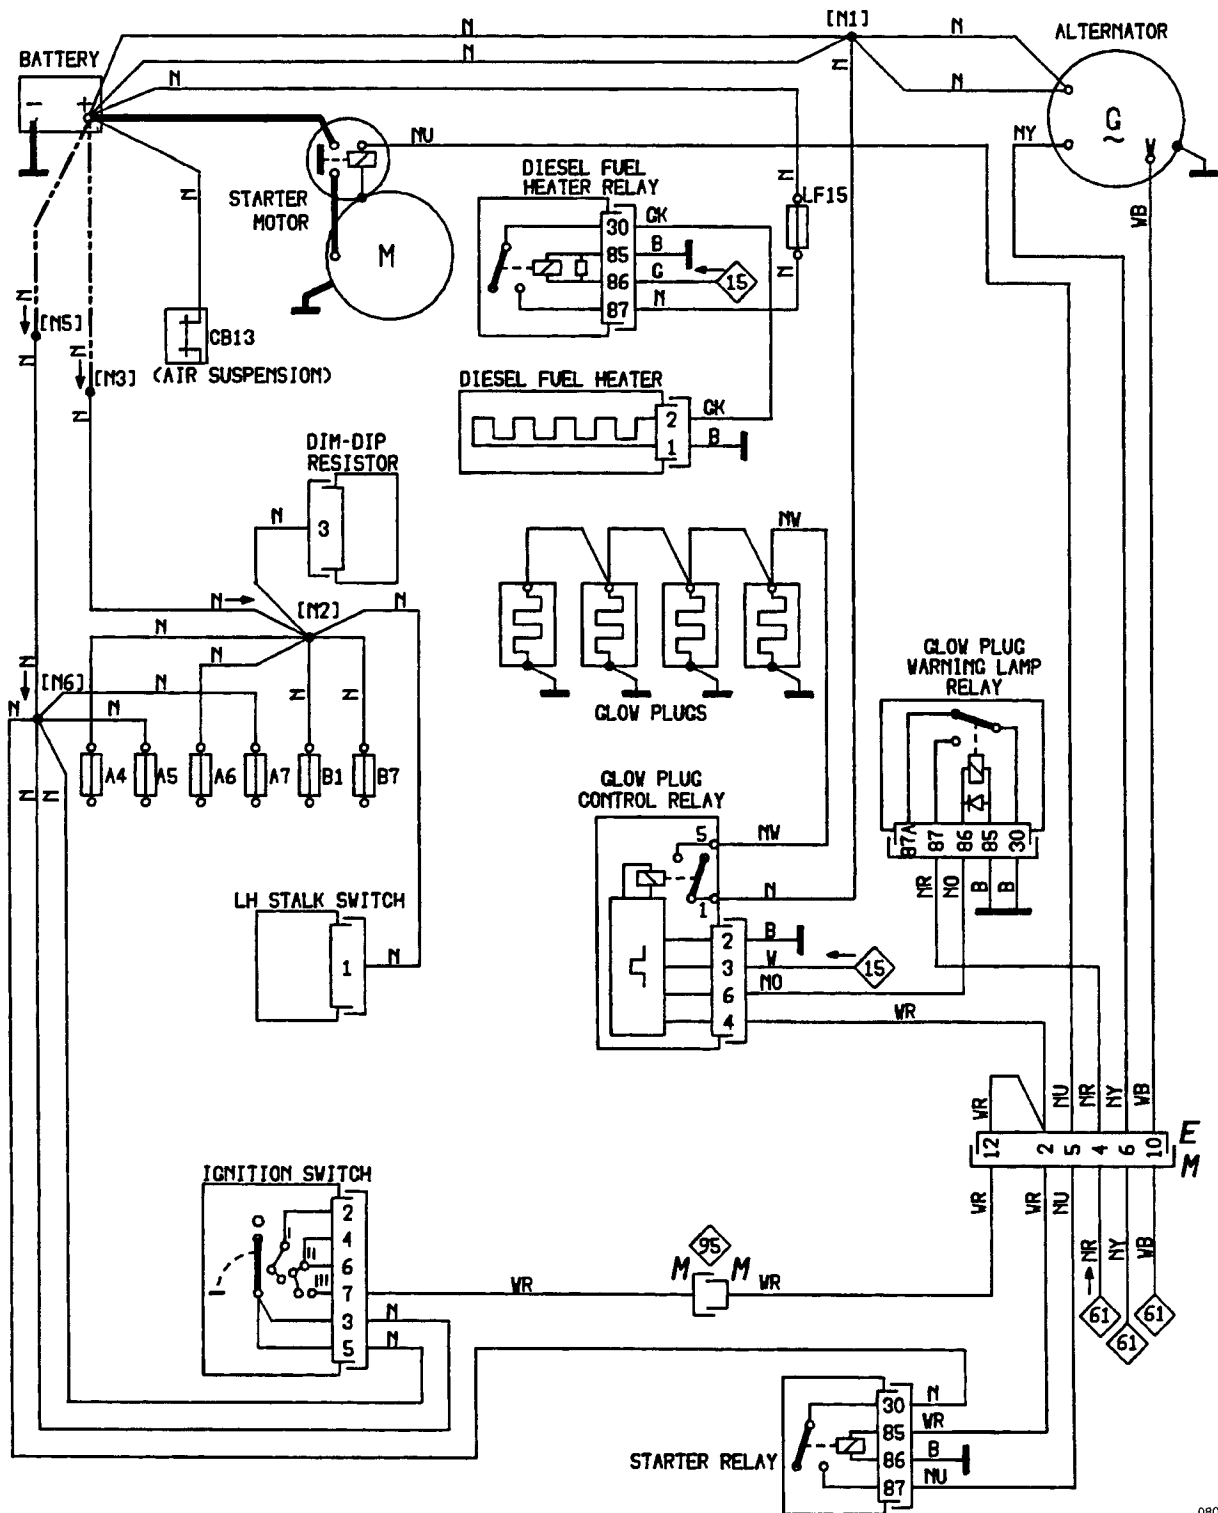 [N1]
N
N
ALTERNATOR
BATTERY
N
N
N
N
- +
G
~
W
NU
NY
DIESEL FUEL
HEATER RELAY
N
LF15
STARTER
MOTOR
M
N
30
85
86
87
GK
B
G
N
15
N
WB
N
[N5]
N
N
[N3]
N
CB13
(AIR SUSPENSION)
DIESEL FUEL HEATER
2
1
GK
B
DIM-DIP
RESISTOR
3
N
NW
N
[N2]
N
N
N
N
N
N
[N6]
N
N
N
GLOW PLUGS
GLOW PLUG
WARNING LAMP
RELAY
A4
A5
A6
A7
B1
B7
N
N
GLOW PLUG
CONTROL RELAY
5
NW
1
N
87A
87
86
85
30
NR
NO
B
B
LH STALK SWITCH
1
N
2
3
6
4
B
W
NO
WR
15
WR
NU
NR
NY
WB
12
2
5
4
6
10
E
M
IGNITION SWITCH
O
I
II
III
2
4
6
7
3
5
WR
N
N
95
M
M
WR
WR
WR
NU
NR
NY
WB
61
61
61
STARTER RELAY
30
85
86
87
N
WR
B
NU
080